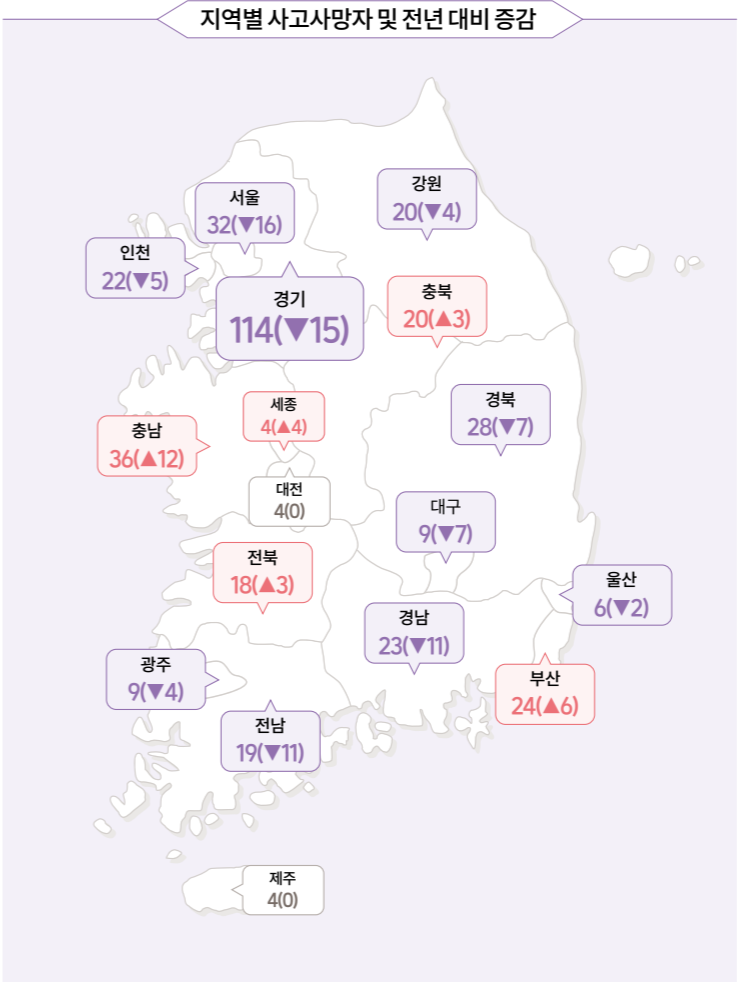 지역별 사고사망자 및 전년 대비 증감
서울
32(▼16)
강원
20(▼4)
인천
22(▼5)
경기
114(▼15)
충북
20(▲3)
세종
4(▲4)
경북
28(▼7)
충남
36(▲12)
대전
4(0)
대구
9(▼7)
전북
18(▲3)
울산
6(▼2)
경남
23(▼11)
광주
9(▼4)
부산
24(▲6)
전남
19(▼11)
제주
4(0)